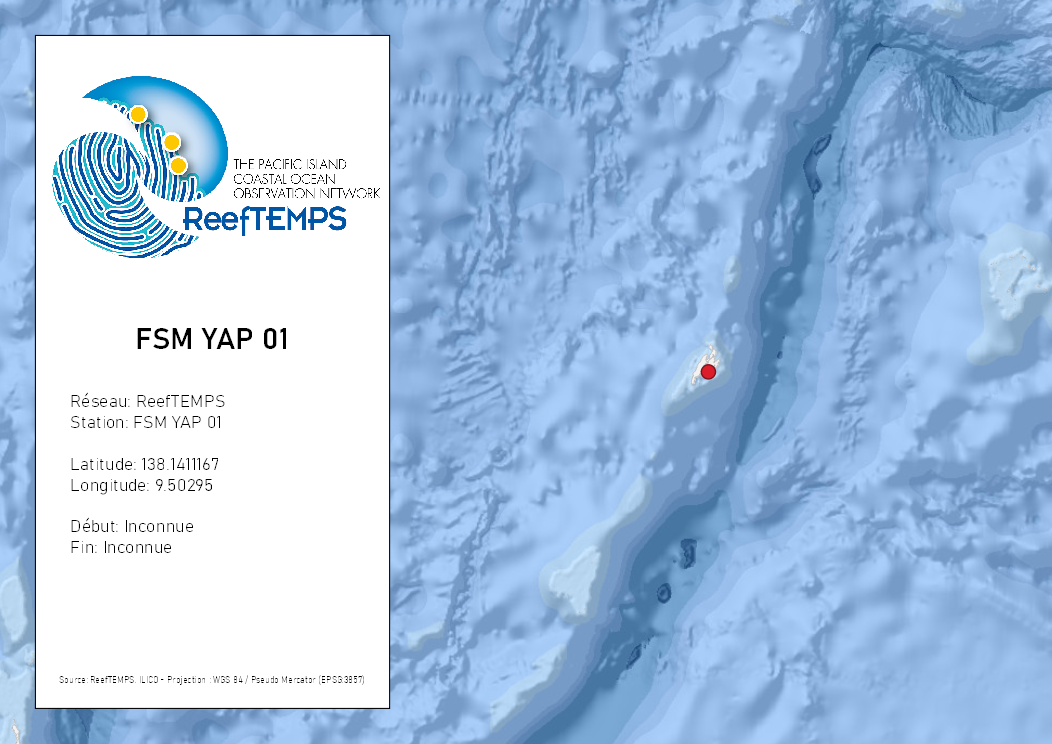 THE PACIFIC ISLAND
COASTAL OCEAN
OBSERVATION NETWORK
ReefTEMPS
FSM YAP 01
Réseau: ReefTEMPS
Station: FSM YAP 01
Latitude: 138.1411167
Longitude: 9.50295
Début: Inconnue
Fin: Inconnue
Source: ReefTEMPS, ILICO - Projection : WGS 84 / Pseudo Mercator (EPSG:3857)